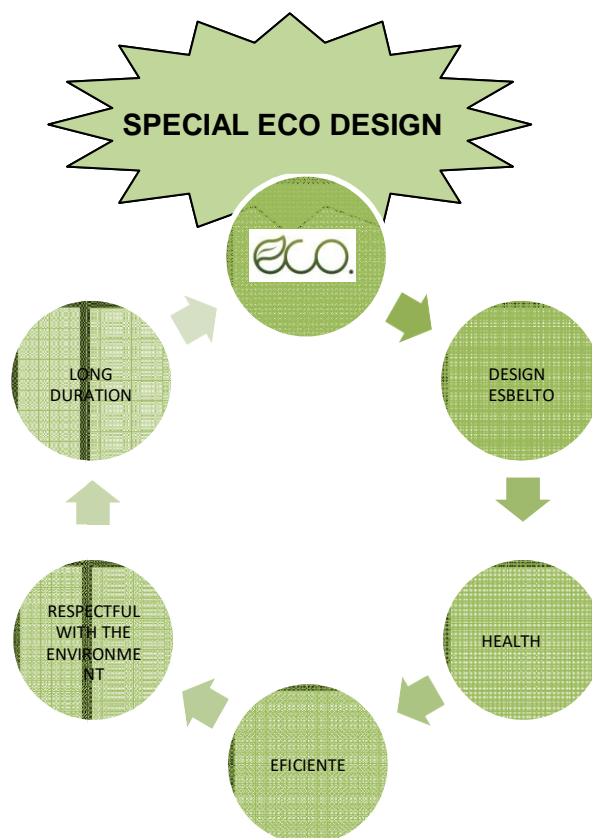 SPECIAL ECO DESIGN
eco.
LONG
DURATION
DESIGN
ESBELTO
RESPECTFUL
WITH THE
ENVIRONME
NT
HEALTH
EFICIENTE